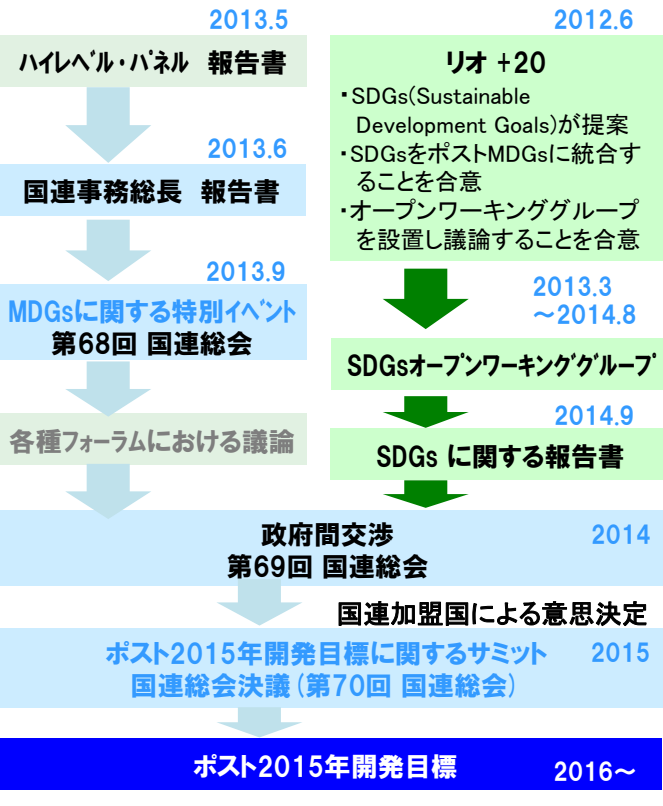 2013.5
ハイレベル・パネル 報告書
2013.6
国連事務総長 報告書
2013.9
MDGsに関する特別イベント
第68回 国連総会
各種フォーラムにおける議論
2012.6
リオ +20
・SDGs(Sustainable
Development Goals)が提案
・SDGsをポストMDGsに統合す
ることを合意
・オープンワーキンググループ
を設置し議論することを合意
2013.3
～2014.8
SDGsオープンワーキンググループ
2014.9
SDGs に関する報告書
政府間交渉 2014
第69回 国連総会
国連加盟国による意思決定
ポスト2015年開発目標に関するサミット 2015
国連総会決議(第70回 国連総会)
ポスト2015年開発目標 2016～